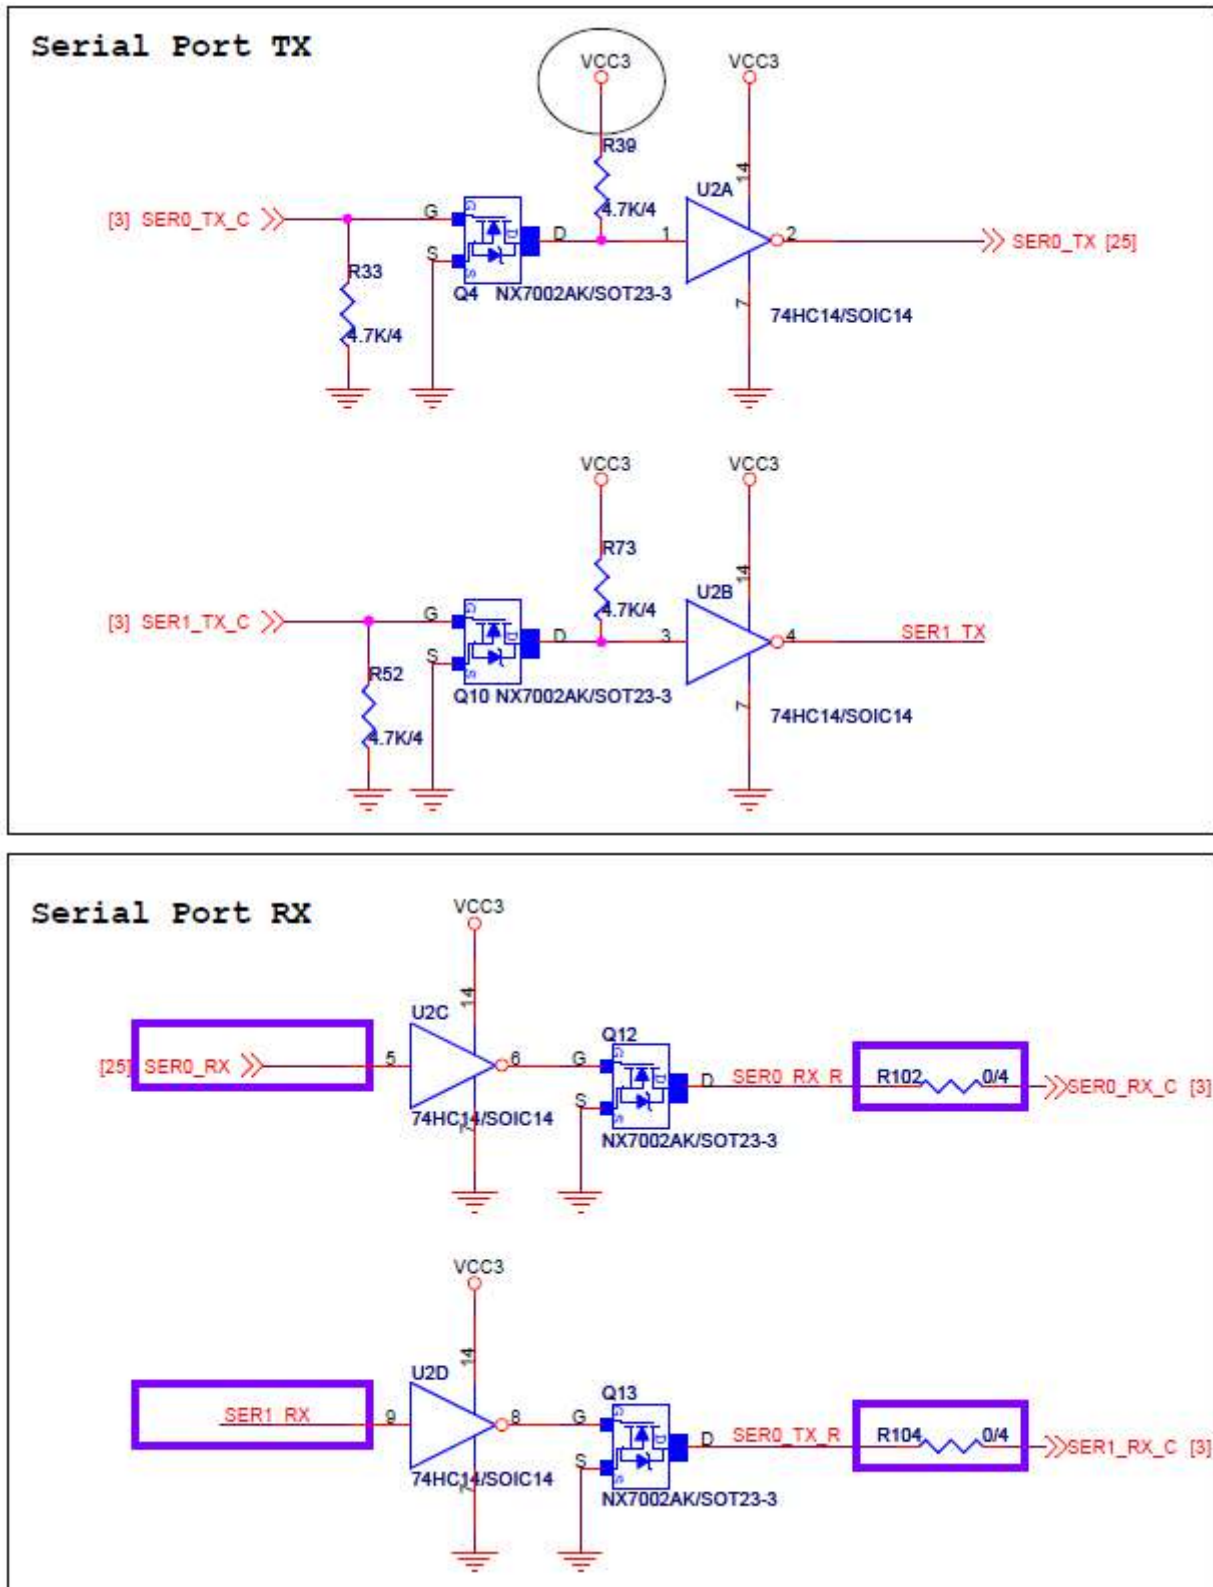 Serial Port TX
VCC3
VCC3
R39
4.7K/4
14
U2A
[3] SER0_TX_C
G
D
S
1
2
SER0_TX [25]
R33
4.7K/4
Q4 NX7002AK/SOT23-3
7
74HC14/SOIC14
VCC3
VCC3
R73
4.7K/4
14
U2B
[3] SER1_TX_C
G
D
S
3
4
SER1_TX
R52
4.7K/4
Q10 NX7002AK/SOT23-3
7
74HC14/SOIC14
Serial Port RX
VCC3
14
U2C
Q12
[25] SER0_RX
5
6
G
D
S
SER0_RX_R
R102
0/4
SER0_RX_C [3]
74HC14/SOIC14
7
NX7002AK/SOT23-3
VCC3
14
U2D
Q13
SER1_RX
9
8
G
D
S
SER0_TX_R
R104
0/4
SER1_RX_C [3]
74HC14/SOIC14
7
NX7002AK/SOT23-3